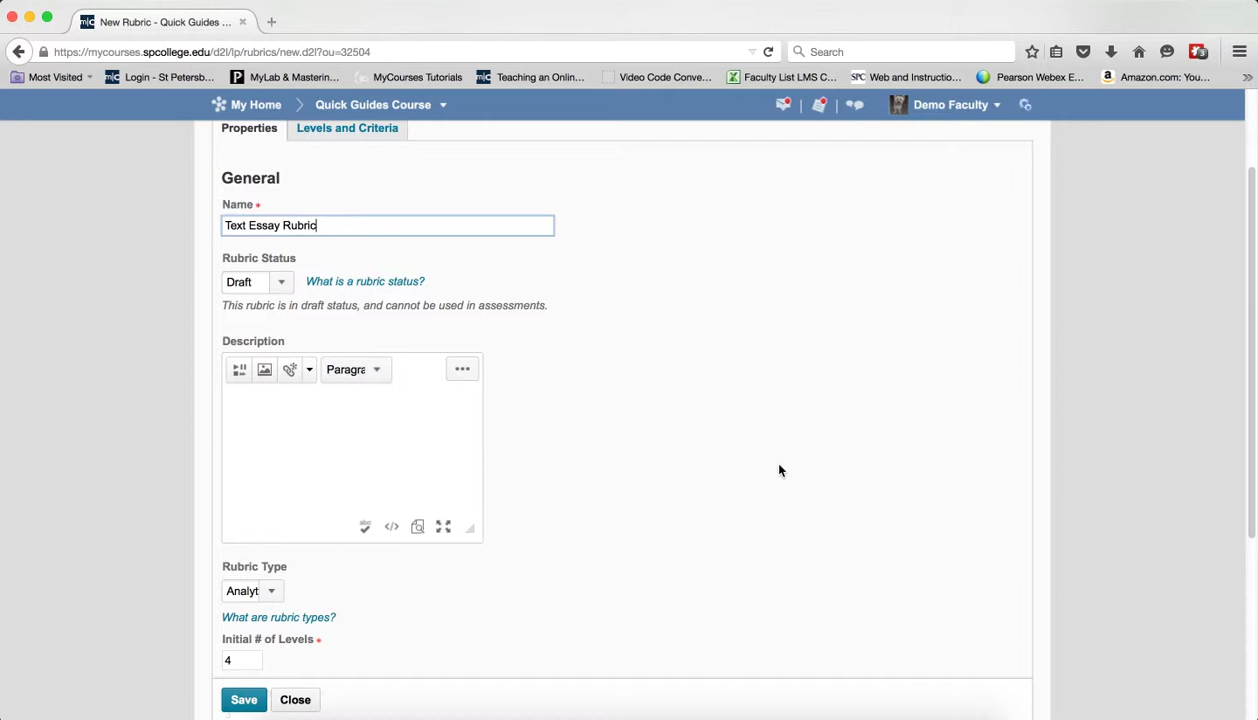 New Rubric - Quick Guides ...
https://mycourses.spcollege.edu/d2l/lp/rubrics/new.d2l?ou=32504
Search
3
Most Visited
m|c Login - St Petersb...
P MyLab & Masterin...
MyCourses Tutorials
m|c Teaching an Onlin...
Video Code Conve...
Faculty List LMS C...
SPC Web and Instructio...
Pearson Webex E...
a Amazon.com: You...
My Home
Quick Guides Course
Demo Faculty
Properties
Levels and Criteria
General
Name *
Text Essay Rubric
Rubric Status
Draft
What is a rubric status?
This rubric is in draft status, and cannot be used in assessments.
Description
Paragra
abc
</>
Rubric Type
Analyt
What are rubric types?
Initial # of Levels *
4
Save
Close